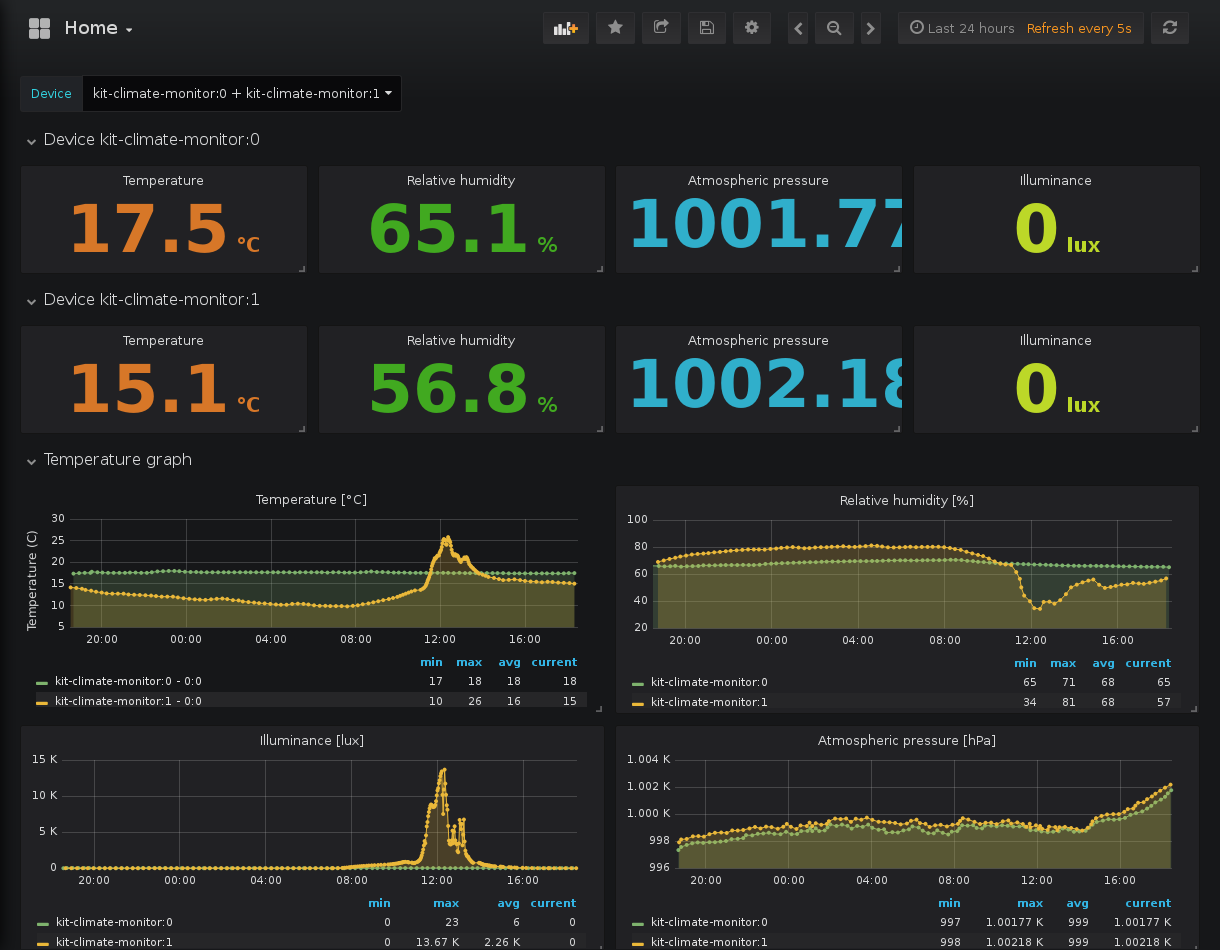 Home
Last 24 hours Refresh every 5s
Device kit-climate-monitor:0 + kit-climate-monitor:1
Device kit-climate-monitor:0
Temperature Relative humidity Atmospheric pressure Illuminance
17.5 °C 65.1 % 1001.77 0 lux
Device kit-climate-monitor:1
Temperature Relative humidity Atmospheric pressure Illuminance
15.1 °C 56.8 % 1002.18 0 lux
Temperature graph
Temperature [°C]
Temperature (C)
30
25
20
15
10
5
20:00 00:00 04:00 08:00 12:00 16:00
min max avg current
kit-climate-monitor:0 - 0:0 17 18 18 18
kit-climate-monitor:1 - 0:0 10 26 16 15
Relative humidity [%]
100
80
60
40
20
20:00 00:00 04:00 08:00 12:00 16:00
min max avg current
kit-climate-monitor:0 65 71 68 65
kit-climate-monitor:1 34 81 68 57
Illuminance [lux]
15 K
10 K
5 K
0
20:00 00:00 04:00 08:00 12:00 16:00
min max avg current
kit-climate-monitor:0 0 23 6 0
kit-climate-monitor:1 0 13.67 K 2.26 K 0
Atmospheric pressure [hPa]
1.004 K
1.002 K
1.000 K
998
996
20:00 00:00 04:00 08:00 12:00 16:00
min max avg current
kit-climate-monitor:0 997 1.00177 K 999 1.00177 K
kit-climate-monitor:1 998 1.00218 K 999 1.00218 K